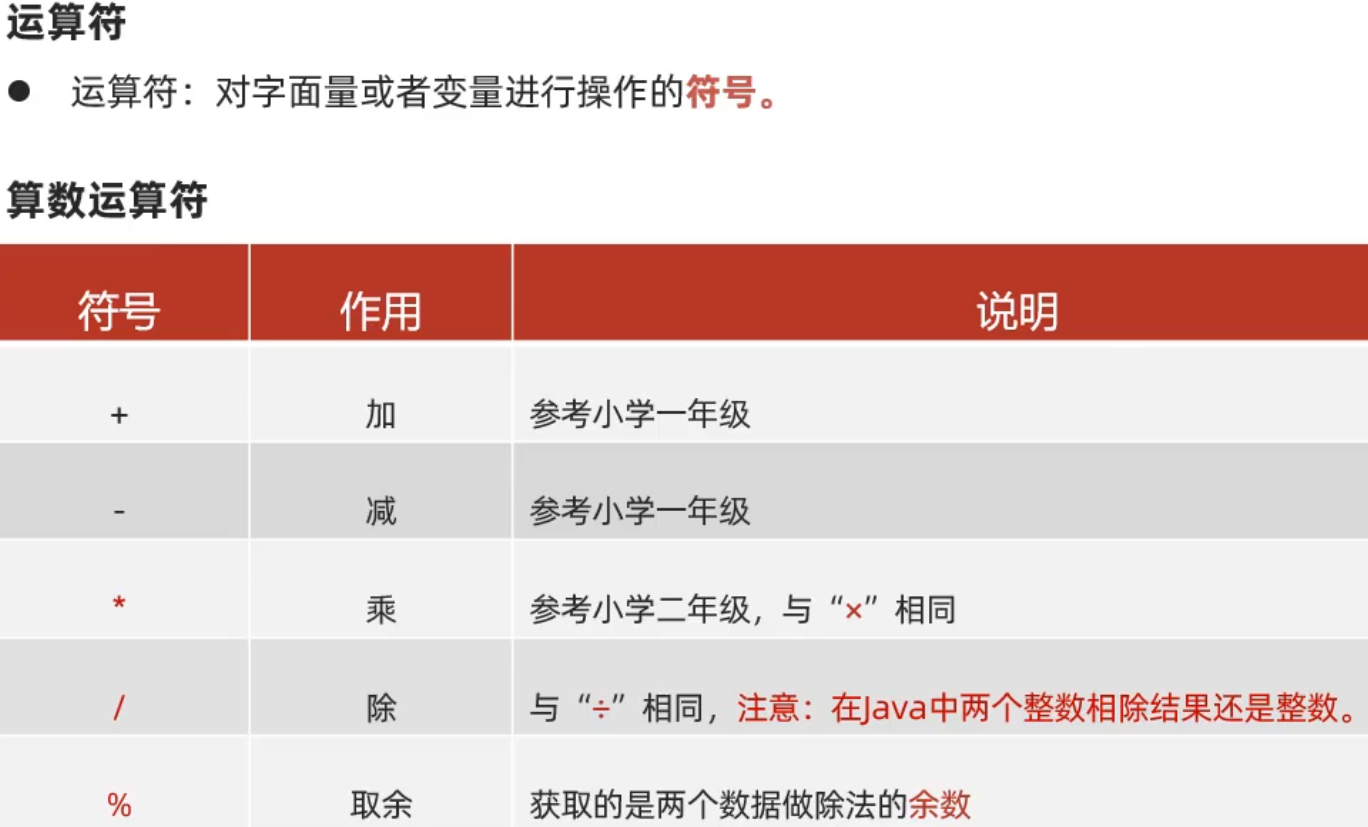 运算符
● 运算符：对字面量或者变量进行操作的符号。
算数运算符
符号 作用 说明
+ 加 参考小学一年级
- 减 参考小学一年级
* 乘 参考小学二年级，与“×”相同
/ 除 与“÷”相同，注意：在Java中两个整数相除结果还是整数。
% 取余 获取的是两个数据做除法的余数